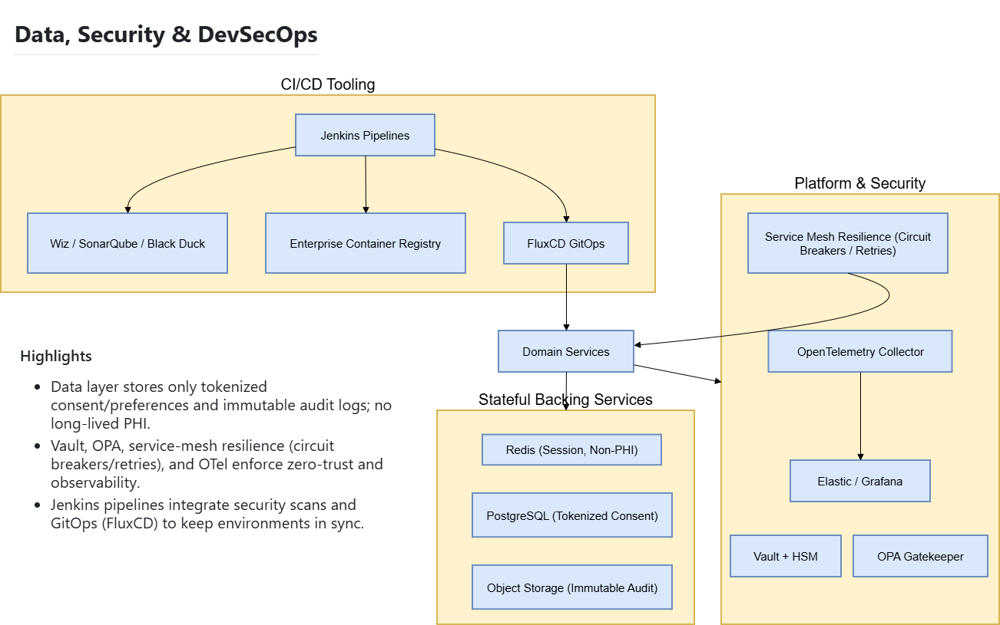 Data, Security & DevSecOps
CI/CD Tooling
Jenkins Pipelines
Wiz / SonarQube / Black Duck
Enterprise Container Registry
FluxCD GitOps
Platform & Security
Service Mesh Resilience (Circuit
Breakers / Retries)
Domain Services
OpenTelemetry Collector
Elastic / Grafana
Vault + HSM
OPA Gatekeeper
Stateful Backing Services
Redis (Session, Non-PHI)
PostgreSQL (Tokenized Consent)
Object Storage (Immutable Audit)
Highlights
• Data layer stores only tokenized
consent/preferences and immutable audit logs; no
long-lived PHI.
• Vault, OPA, service-mesh resilience (circuit
breakers/retries), and OTel enforce zero-trust and
observability.
• Jenkins pipelines integrate security scans and
GitOps (FluxCD) to keep environments in sync.